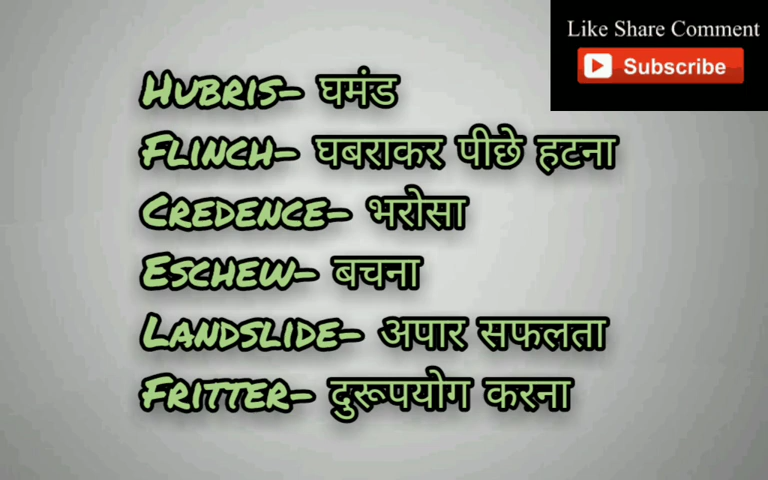 Like Share Comment
Subscribe
HUBRIS- घमंड
FLINCH- घबराकर पीछे हटना
CREDENCE- भरोसा
ESCHEW- बचना
LANDSLIDE- अपार सफलता
FRITTER- दुरूपयोग करना